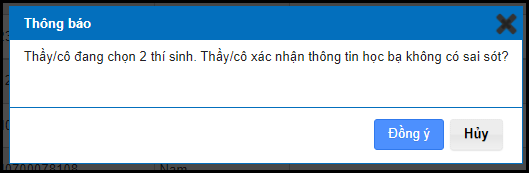 Thông báo
Thầy/cô đang chọn 2 thí sinh. Thầy/cô xác nhận thông tin học bạ không có sai sót?
Đồng ý Hủy
Nam